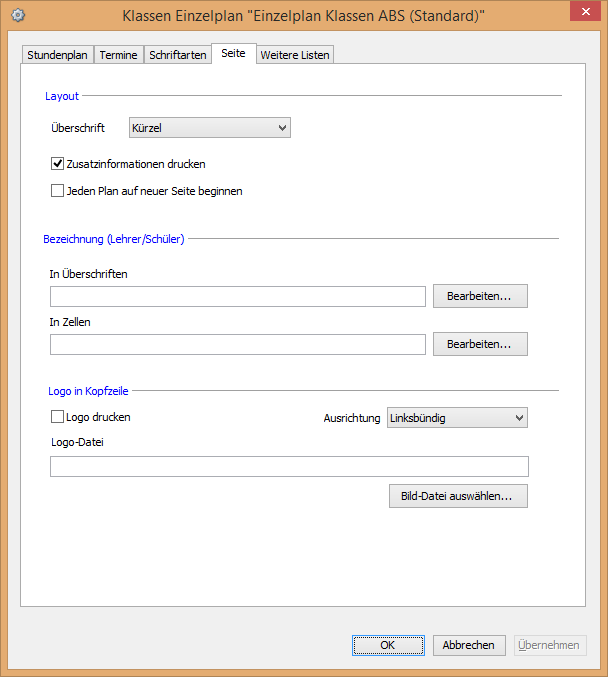 Klassen Einzelplan "Einzelplan Klassen ABS (Standard)"
Stundenplan Termine Schriftarten Seite Weitere Listen
Layout
Überschrift Kürzel
Zusatzinformationen drucken
Jeden Plan auf neuer Seite beginnen
Bezeichnung (Lehrer/Schüler)
In Überschriften
Bearbeiten...
In Zellen
Bearbeiten...
Logo in Kopfzeile
Logo drucken Ausrichtung Linksbündig
Logo-Datei
Bild-Datei auswählen...
OK Abbrechen Übernehmen